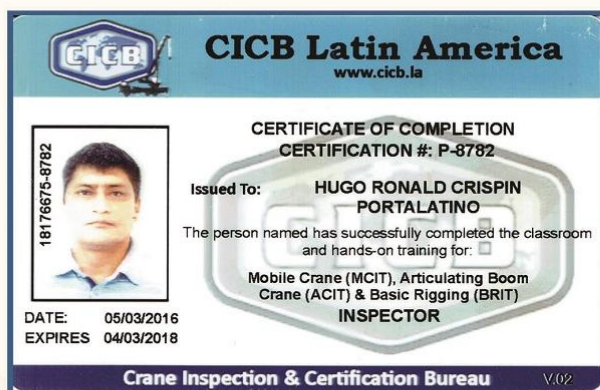 CICB
CICB Latin America
www.cicb.la
CERTIFICATE OF COMPLETION
CERTIFICATION #: P-8782
18176675-8782
Issued To: HUGO RONALD CRISPIN
PORTALATINO
CICB
The person named has successfully completed the classroom
and hands-on training for:
Mobile Crane (MCIT), Articulating Boom
Crane (ACIT) & Basic Rigging (BRIT)
INSPECTOR
DATE: 05/03/2016
EXPIRES 04/03/2018
Crane Inspection & Certification Bureau V.02